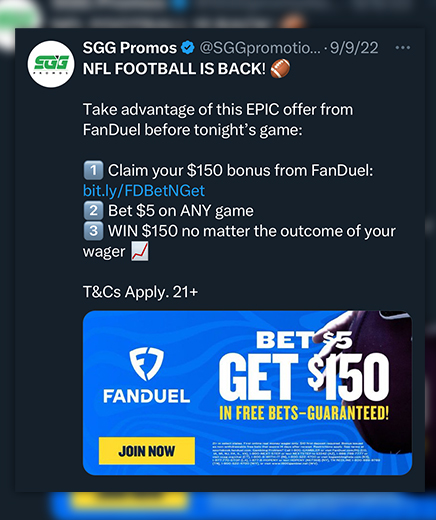 SGG Promos @SGGpromotio... · 9/9/22 ...
SGG
PROMOS
NFL FOOTBALL IS BACK! 🏈
Take advantage of this EPIC offer from
FanDuel before tonight's game:
1️⃣ Claim your $150 bonus from FanDuel:
bit.ly/FDBetNGet
2️⃣ Bet $5 on ANY game
3️⃣ WIN $150 no matter the outcome of your
wager 📈
T&Cs Apply. 21+
BET $5
GET $150
IN FREE BETS-GUARANTEED!
FANDUEL
JOIN NOW